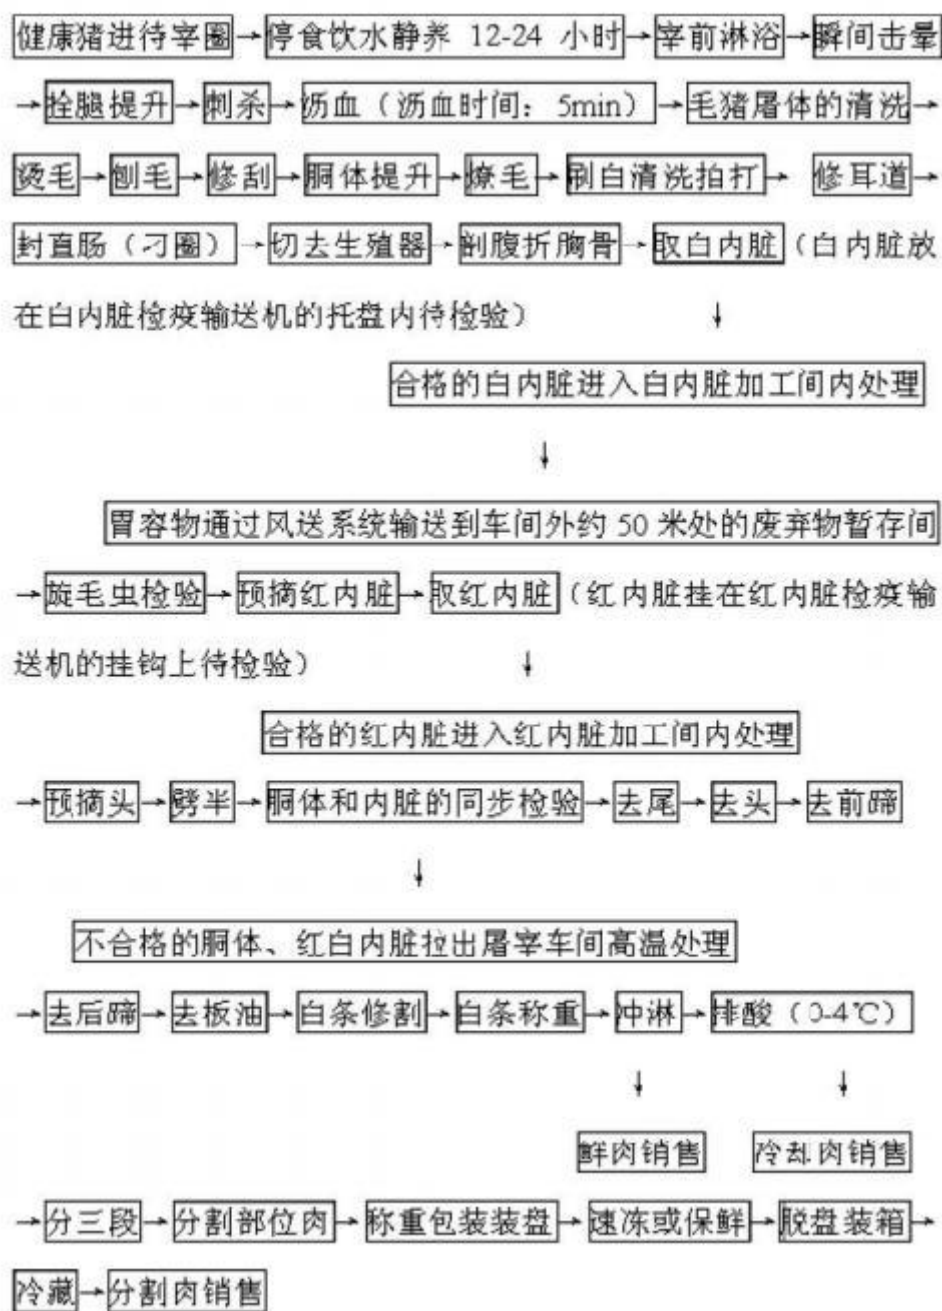 健康猪进待宰圈→停食饮水静养 12-24 小时→宰前淋浴→瞬间击晕
→拴腿提升→刺杀→沥血（沥血时间：5min）→毛猪屠体的清洗→
烫毛→刨毛→修刮→胴体提升→燎毛→刷白清洗拍打→ 修耳道→
封直肠（刁圈）→切去生殖器→剖腹折胸骨→取白内脏（白内脏放
在白内脏检疫输送机的托盘内待检验） ↓
合格的白内脏进入白内脏加工间内处理
↓
胃容物通过风送系统输送到车间外约 50 米处的废弃物暂存间
→旋毛虫检验→预摘红内脏→取红内脏（红内脏挂在红内脏检疫输
送机的挂钩上待检验） ↓
合格的红内脏进入红内脏加工间内处理
→预摘头→劈半→胴体和内脏的同步检验→去尾→去头→去前蹄
↓
不合格的胴体、红白内脏拉出屠宰车间高温处理
→去后蹄→去板油→白条修割→白条称重→冲淋→排酸（0-4℃）
↓ ↓
鲜肉销售 冷却肉销售
→分三段→分割部位肉→称重包装装盘→速冻或保鲜→脱盘装箱→
冷藏→分割肉销售